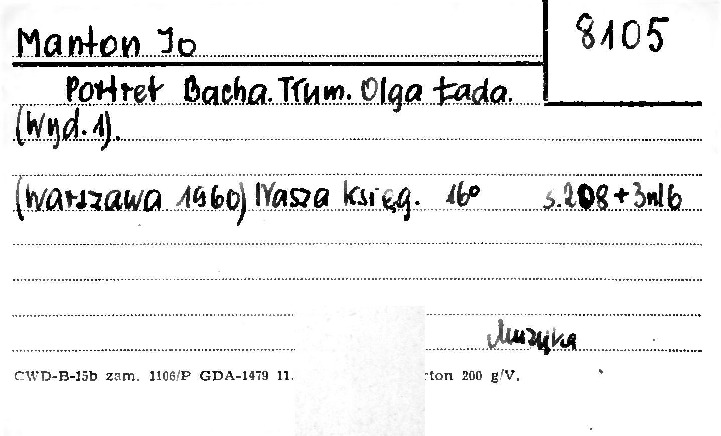 Manton Jo
8105
Portret Bacha. Tłum. Olga Łada.
(Wyd. 1).
(Warszawa 1960) Nasza Księg. 16° s. 208 + 3nlb
Muzyka
CWD-B-15b zam. 1106/P GDA-1479 11. rton 200 g/V.